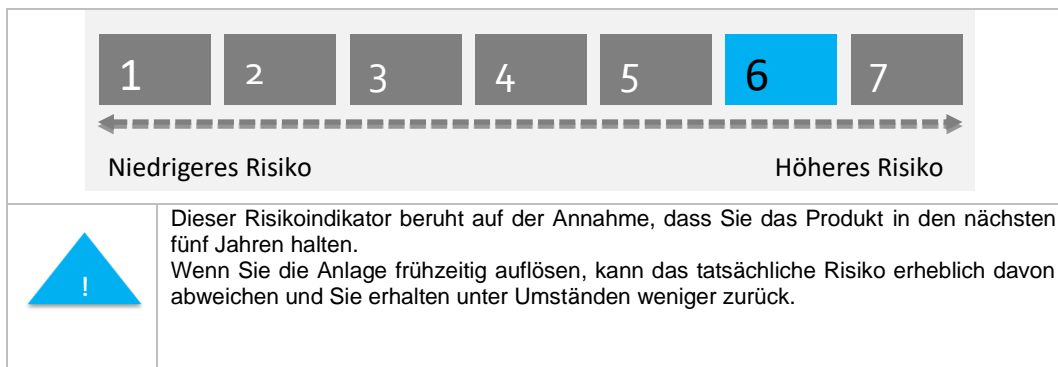 1 2 3 4 5 6 7
Niedrigeres Risiko Höheres Risiko
!
Dieser Risikoindikator beruht auf der Annahme, dass Sie das Produkt in den nächsten
fünf Jahren halten.
Wenn Sie die Anlage frühzeitig auflösen, kann das tatsächliche Risiko erheblich davon
abweichen und Sie erhalten unter Umständen weniger zurück.